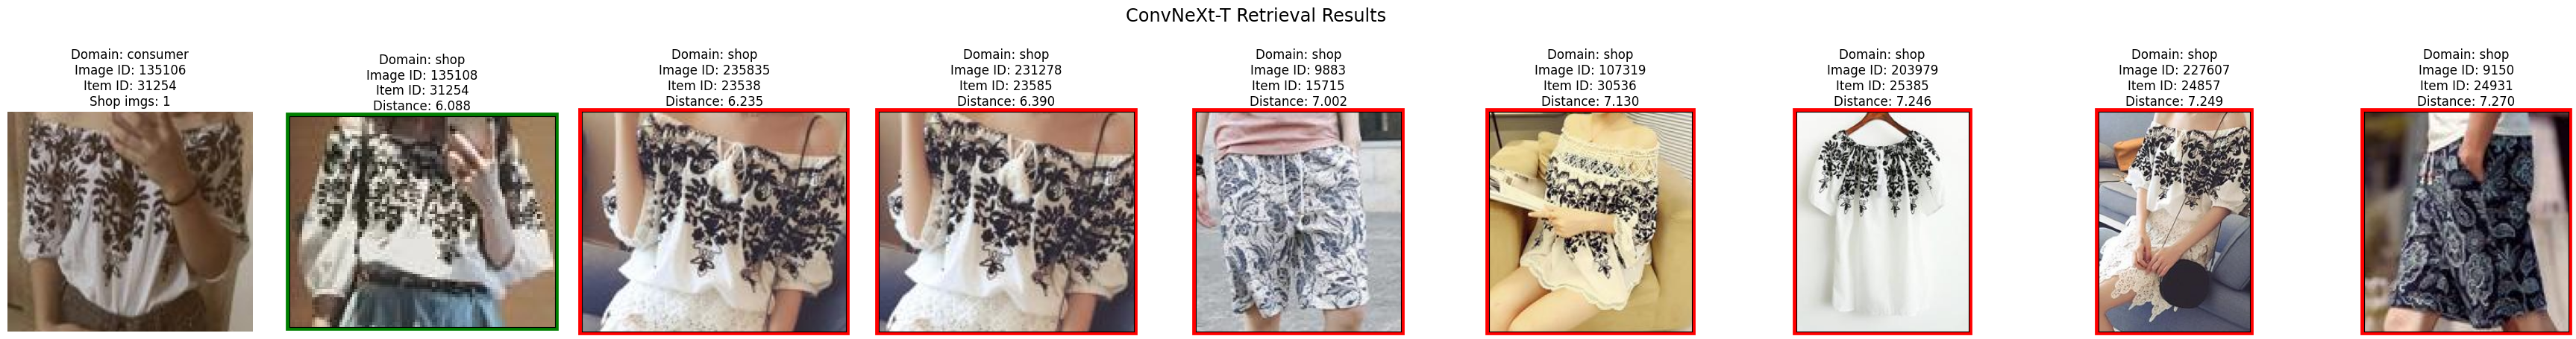 ConvNeXt-T Retrieval Results
Domain: consumer
Image ID: 135106
Item ID: 31254
Shop imgs: 1
Domain: shop
Image ID: 135108
Item ID: 31254
Distance: 6.088
Domain: shop
Image ID: 235835
Item ID: 23538
Distance: 6.235
Domain: shop
Image ID: 231278
Item ID: 23585
Distance: 6.390
Domain: shop
Image ID: 9883
Item ID: 15715
Distance: 7.002
Domain: shop
Image ID: 107319
Item ID: 30536
Distance: 7.130
Domain: shop
Image ID: 203979
Item ID: 25385
Distance: 7.246
Domain: shop
Image ID: 227607
Item ID: 24857
Distance: 7.249
Domain: shop
Image ID: 9150
Item ID: 24931
Distance: 7.270